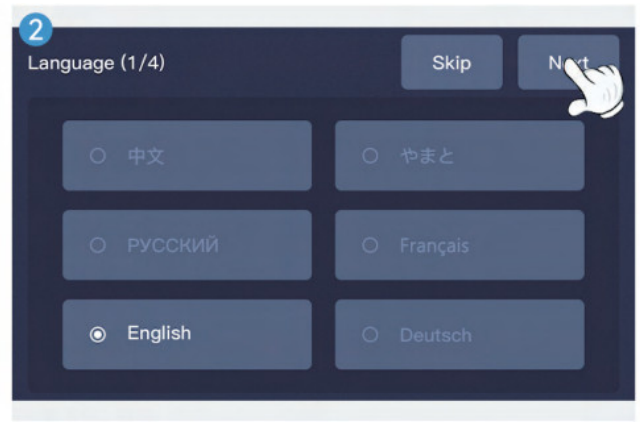 2
Language (1/4)
Skip
Next
中文
やまと
РУССКИЙ
Français
English
Deutsch